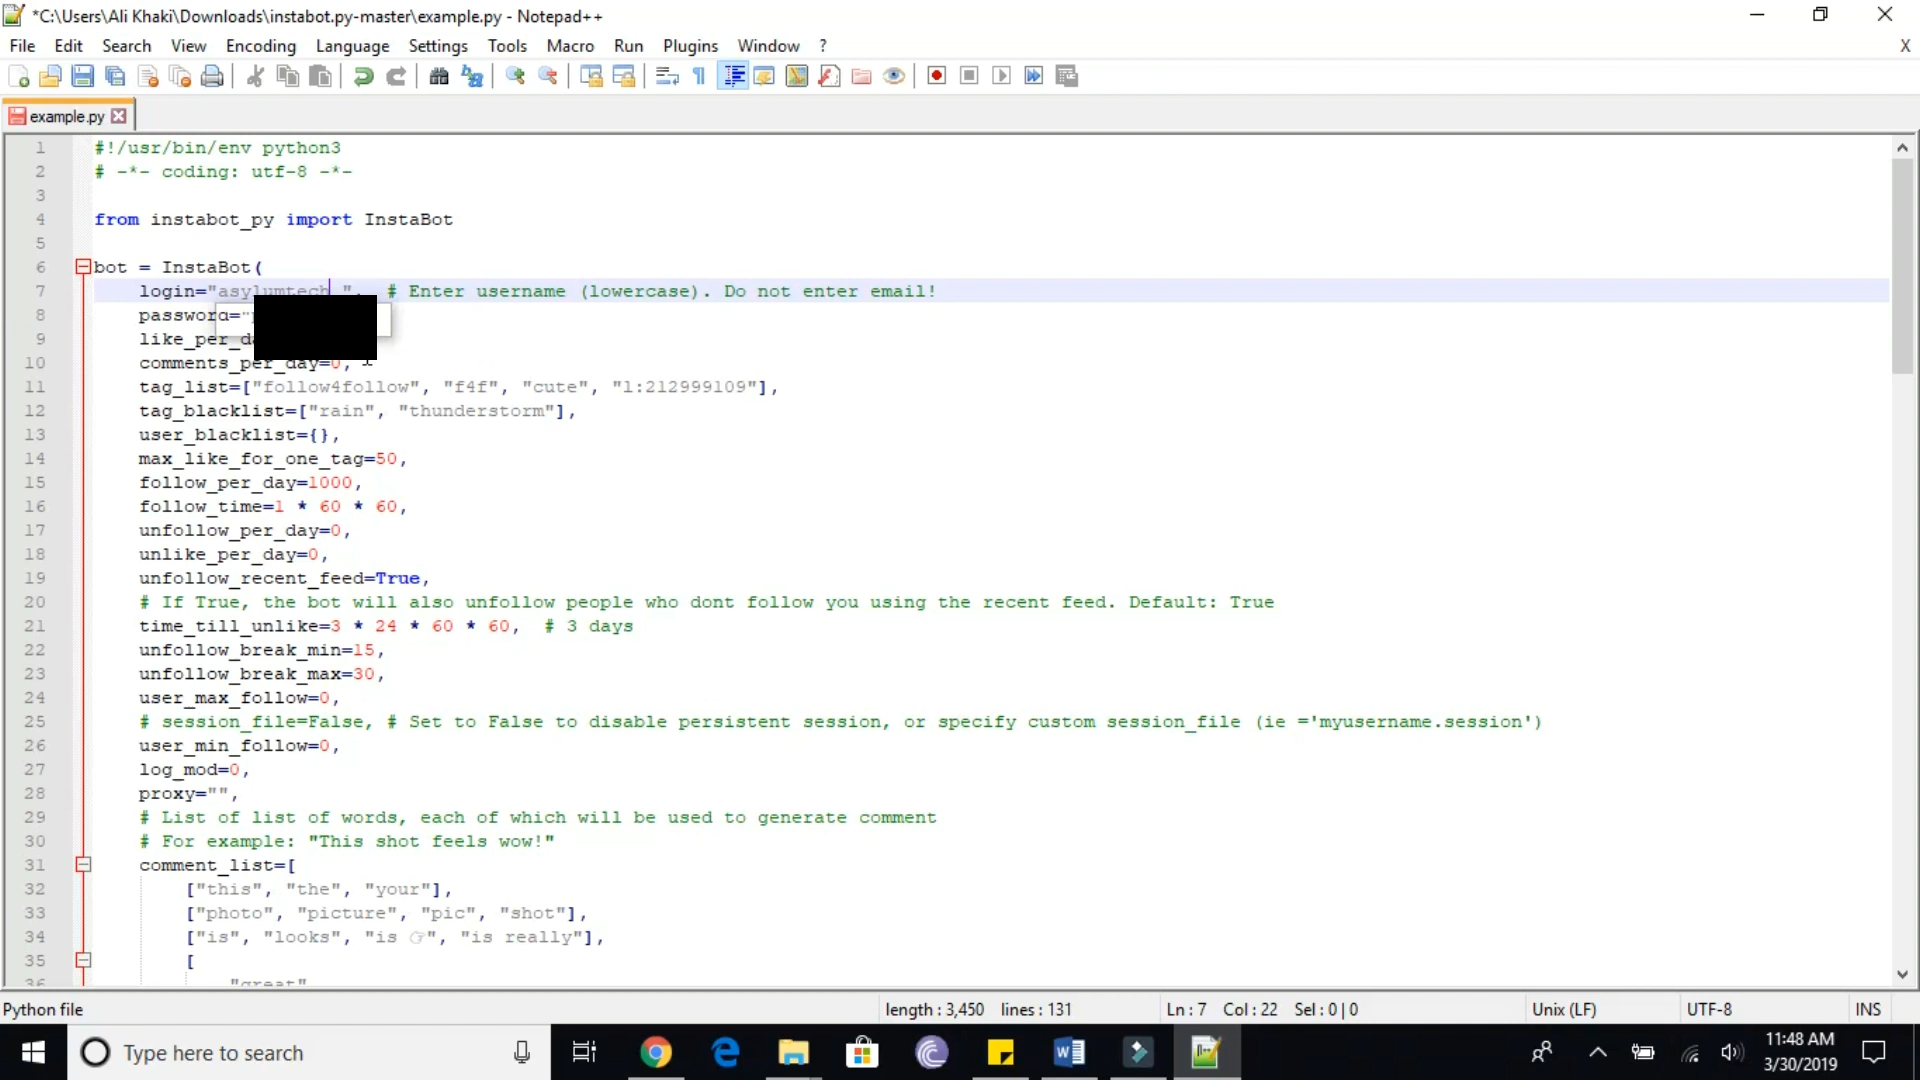 *C:\Users\Ali Khaki\Downloads\instabot.py-master\example.py - Notepad++
File Edit Search View Encoding Language Settings Tools Macro Run Plugins Window ? X
example.py
1 #!/usr/bin/env python3
2 # -*- coding: utf-8 -*-
3
4 from instabot_py import InstaBot
5
6 bot = InstaBot(
7 login="asylumtech ", # Enter username (lowercase). Do not enter email!
8 password="
9 like_per_da
10 comments_per_day=0,
11 tag_list=["follow4follow", "f4f", "cute", "l:212999109"],
12 tag_blacklist=["rain", "thunderstorm"],
13 user_blacklist={},
14 max_like_for_one_tag=50,
15 follow_per_day=1000,
16 follow_time=1 * 60 * 60,
17 unfollow_per_day=0,
18 unlike_per_day=0,
19 unfollow_recent_feed=True,
20 # If True, the bot will also unfollow people who dont follow you using the recent feed. Default: True
21 time_till_unlike=3 * 24 * 60 * 60, # 3 days
22 unfollow_break_min=15,
23 unfollow_break_max=30,
24 user_max_follow=0,
25 # session_file=False, # Set to False to disable persistent session, or specify custom session_file (ie ='myusername.session')
26 user_min_follow=0,
27 log_mod=0,
28 proxy="",
29 # List of list of words, each of which will be used to generate comment
30 # For example: "This shot feels wow!"
31 comment_list=[
32 ["this", "the", "your"],
33 ["photo", "picture", "pic", "shot"],
34 ["is", "looks", "is 👉", "is really"],
35 [
36 "great"
Python file length : 3,450 lines : 131 Ln : 7 Col : 22 Sel : 0 | 0 Unix (LF) UTF-8 INS
Type here to search
11:48 AM
3/30/2019